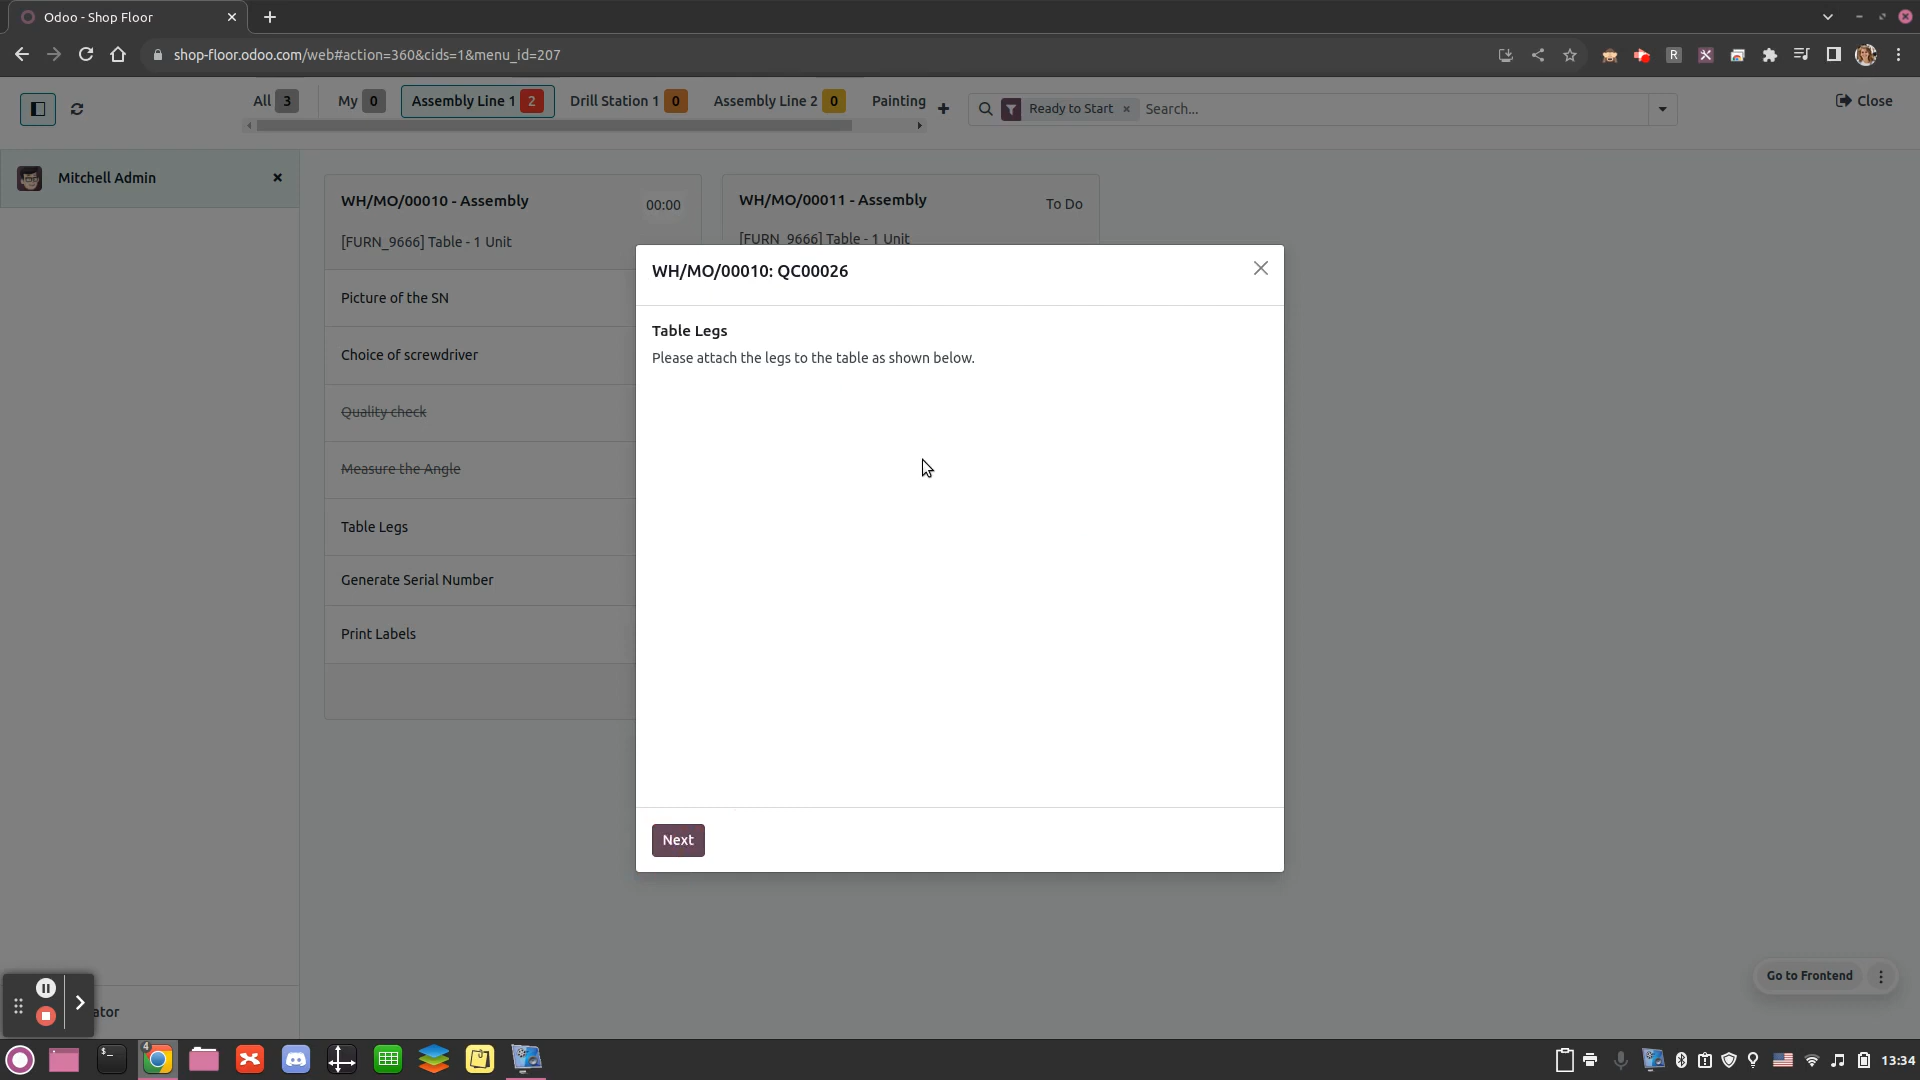 Odoo - Shop Floor
shop-floor.odoo.com/web#action=360&cids=1&menu_id=207
All 3
My 0
Assembly Line 1 2
Drill Station 1 0
Assembly Line 2 0
Painting
Ready to Start
Search...
Close
Mitchell Admin
WH/MO/00010 - Assembly
00:00
[FURN_9666] Table - 1 Unit
Picture of the SN
Choice of screwdriver
Quality check
Measure the Angle
Table Legs
Generate Serial Number
Print Labels
WH/MO/00011 - Assembly
To Do
[FURN_9666] Table - 1 Unit
WH/MO/00010: QC00026
Table Legs
Please attach the legs to the table as shown below.
Next
Go to Frontend
ator
4
R
13:34